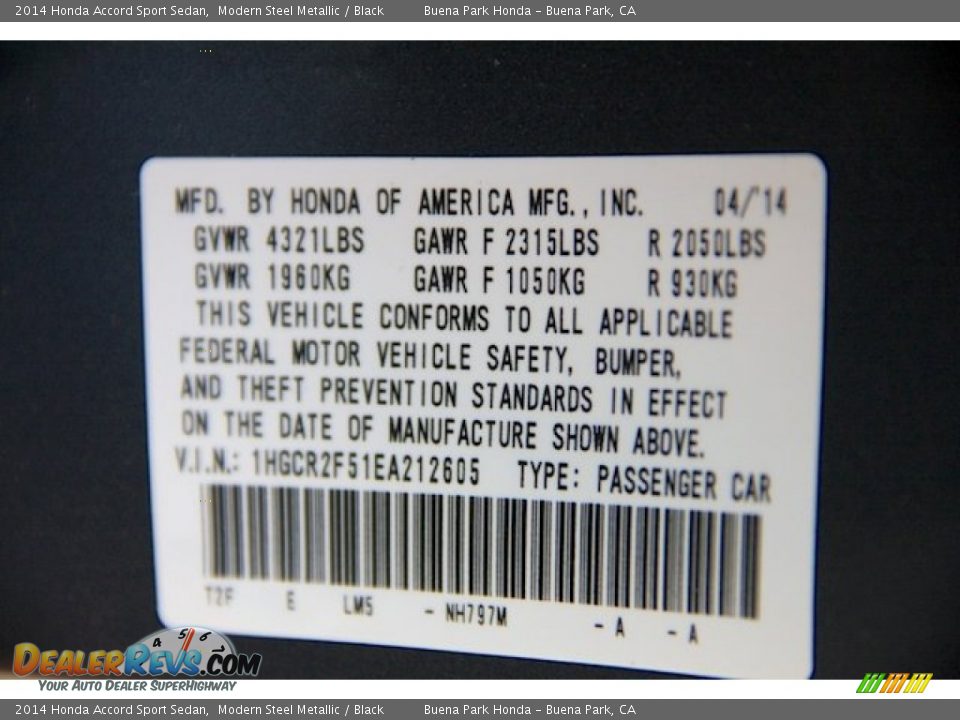 2014 Honda Accord Sport Sedan, Modern Steel Metallic / Black Buena Park Honda - Buena Park, CA
MFD. BY HONDA OF AMERICA MFG., INC. 04/'14
GVWR 4321LBS GAWR F 2315LBS R 2050LBS
GVWR 1960KG GAWR F 1050KG R 930KG
THIS VEHICLE CONFORMS TO ALL APPLICABLE
FEDERAL MOTOR VEHICLE SAFETY, BUMPER,
AND THEFT PREVENTION STANDARDS IN EFFECT
ON THE DATE OF MANUFACTURE SHOWN ABOVE.
V.I.N.: 1HGCR2F51EA212605 TYPE: PASSENGER CAR
T2F E LM5 - NH797M - A - A
4 5 6
DEALERREVS.COM
YOUR AUTO DEALER SUPERHIGHWAY
2014 Honda Accord Sport Sedan, Modern Steel Metallic / Black Buena Park Honda - Buena Park, CA